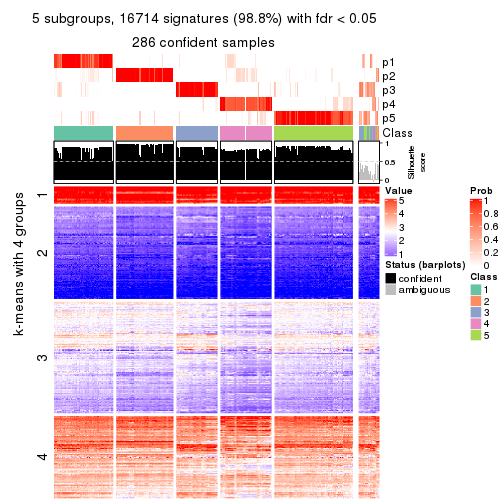 5 subgroups, 16714 signatures (98.8%) with fdr < 0.05
286 confident samples
p1
p2
p3
p4
p5
Class
1
0.5
0
Silhouette
score
k-means with 4 groups
1
2
3
4
Value
5
4
3
2
1
Status (barplots)
confident
ambiguous
Prob
1
0.8
0.6
0.4
0.2
0
Class
1
2
3
4
5